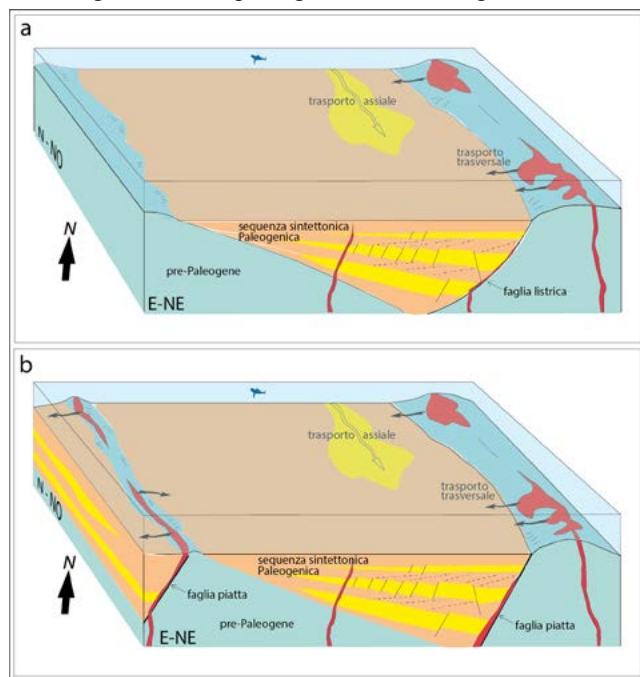 a
trasporto assiale
trasporto
trasversale
N - NO
N
sequenza sintettonica
Paleogenica
pre-Paleogene
faglia listrica
E-NE
b
trasporto assiale
trasporto
trasversale
N - NO
N
sequenza sintettonica
Paleogenica
faglia piatta
pre-Paleogene
faglia piatta
E-NE